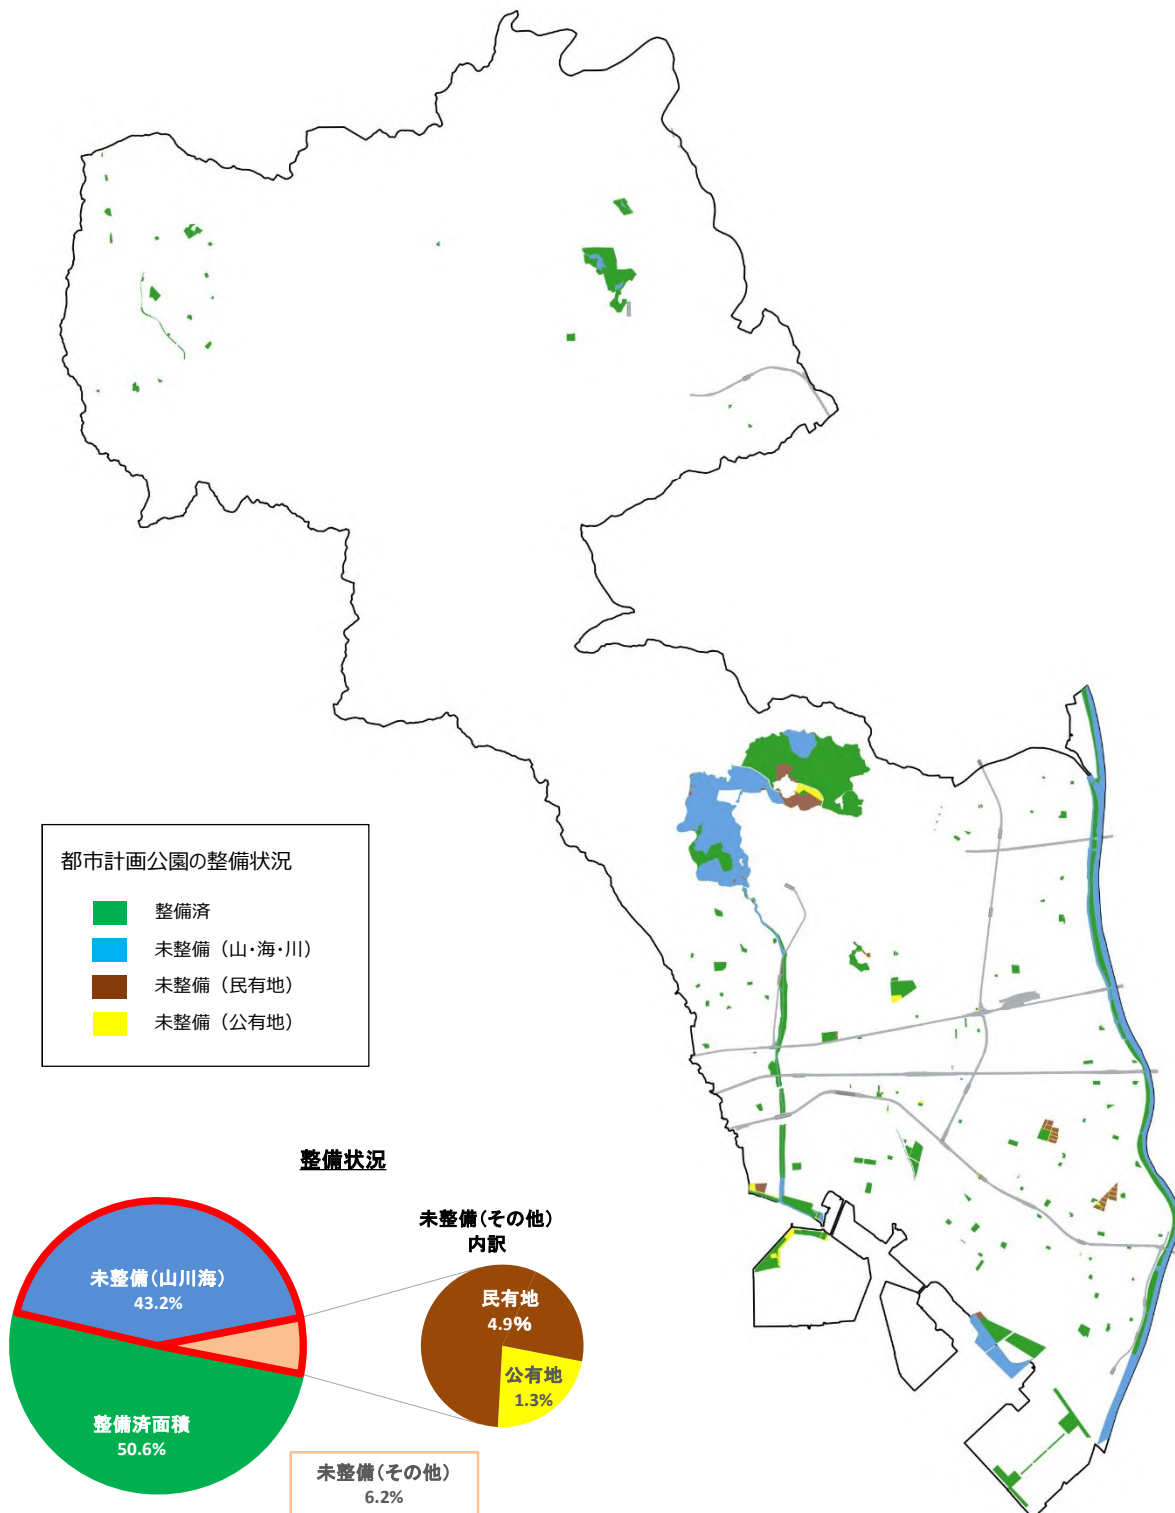 都市計画公園の整備状況
整備済
未整備（山・海・川）
未整備（民有地）
未整備（公有地）
整備状況
未整備（山川海）
43.2%
整備済面積
50.6%
未整備（その他）
6.2%
未整備（その他）
内訳
民有地
4.9%
公有地
1.3%